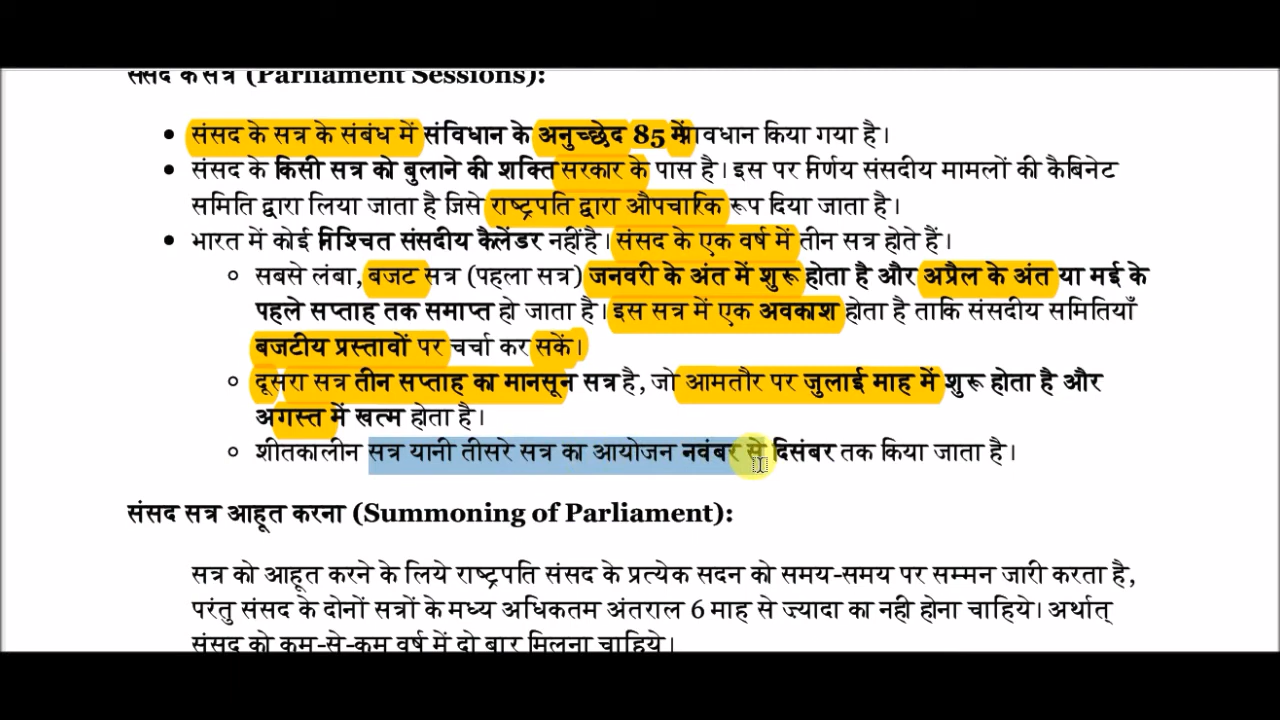 संसद के सत्र (Parliament Sessions):
• संसद के सत्र के संबंध में संविधान के अनुच्छेद 85 में प्रावधान किया गया है।
• संसद के किसी सत्र को बुलाने की शक्ति सरकार के पास है। इस पर निर्णय संसदीय मामलों की कैबिनेट
समिति द्वारा लिया जाता है जिसे राष्ट्रपति द्वारा औपचारिक रूप दिया जाता है।
• भारत में कोई निश्चित संसदीय कैलेंडर नहीं है। संसद के एक वर्ष में तीन सत्र होते हैं।
○ सबसे लंबा, बजट सत्र (पहला सत्र) जनवरी के अंत में शुरू होता है और अप्रैल के अंत या मई के
पहले सप्ताह तक समाप्त हो जाता है। इस सत्र में एक अवकाश होता है ताकि संसदीय समितियाँ
बजटीय प्रस्तावों पर चर्चा कर सकें।
○ दूसरा सत्र तीन सप्ताह का मानसून सत्र है, जो आमतौर पर जुलाई माह में शुरू होता है और
अगस्त में खत्म होता है।
○ शीतकालीन सत्र यानी तीसरे सत्र का आयोजन नवंबर से दिसंबर तक किया जाता है।
संसद सत्र आहूत करना (Summoning of Parliament):
सत्र को आहूत करने के लिये राष्ट्रपति संसद के प्रत्येक सदन को समय-समय पर सम्मन जारी करता है,
परंतु संसद के दोनों सत्रों के मध्य अधिकतम अंतराल 6 माह से ज्यादा का नही होना चाहिये। अर्थात्
संसद को कम-से-कम वर्ष में दो बार मिलना चाहिये।